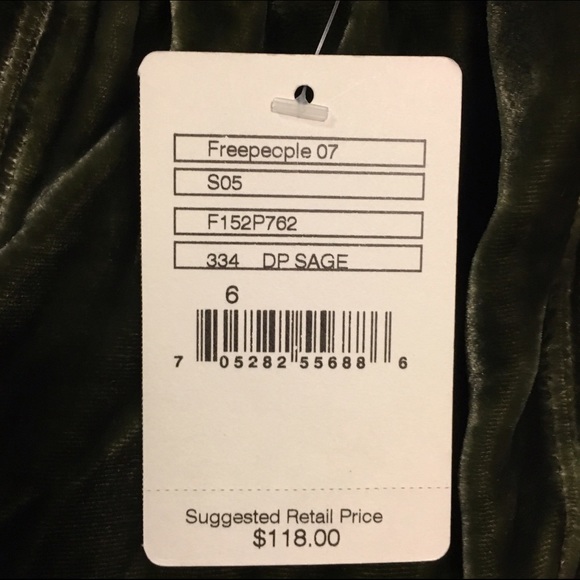 Freepeople 07
S05
F152P762
334 DP SAGE
6
7 05282 55688 6
Suggested Retail Price
$118.00